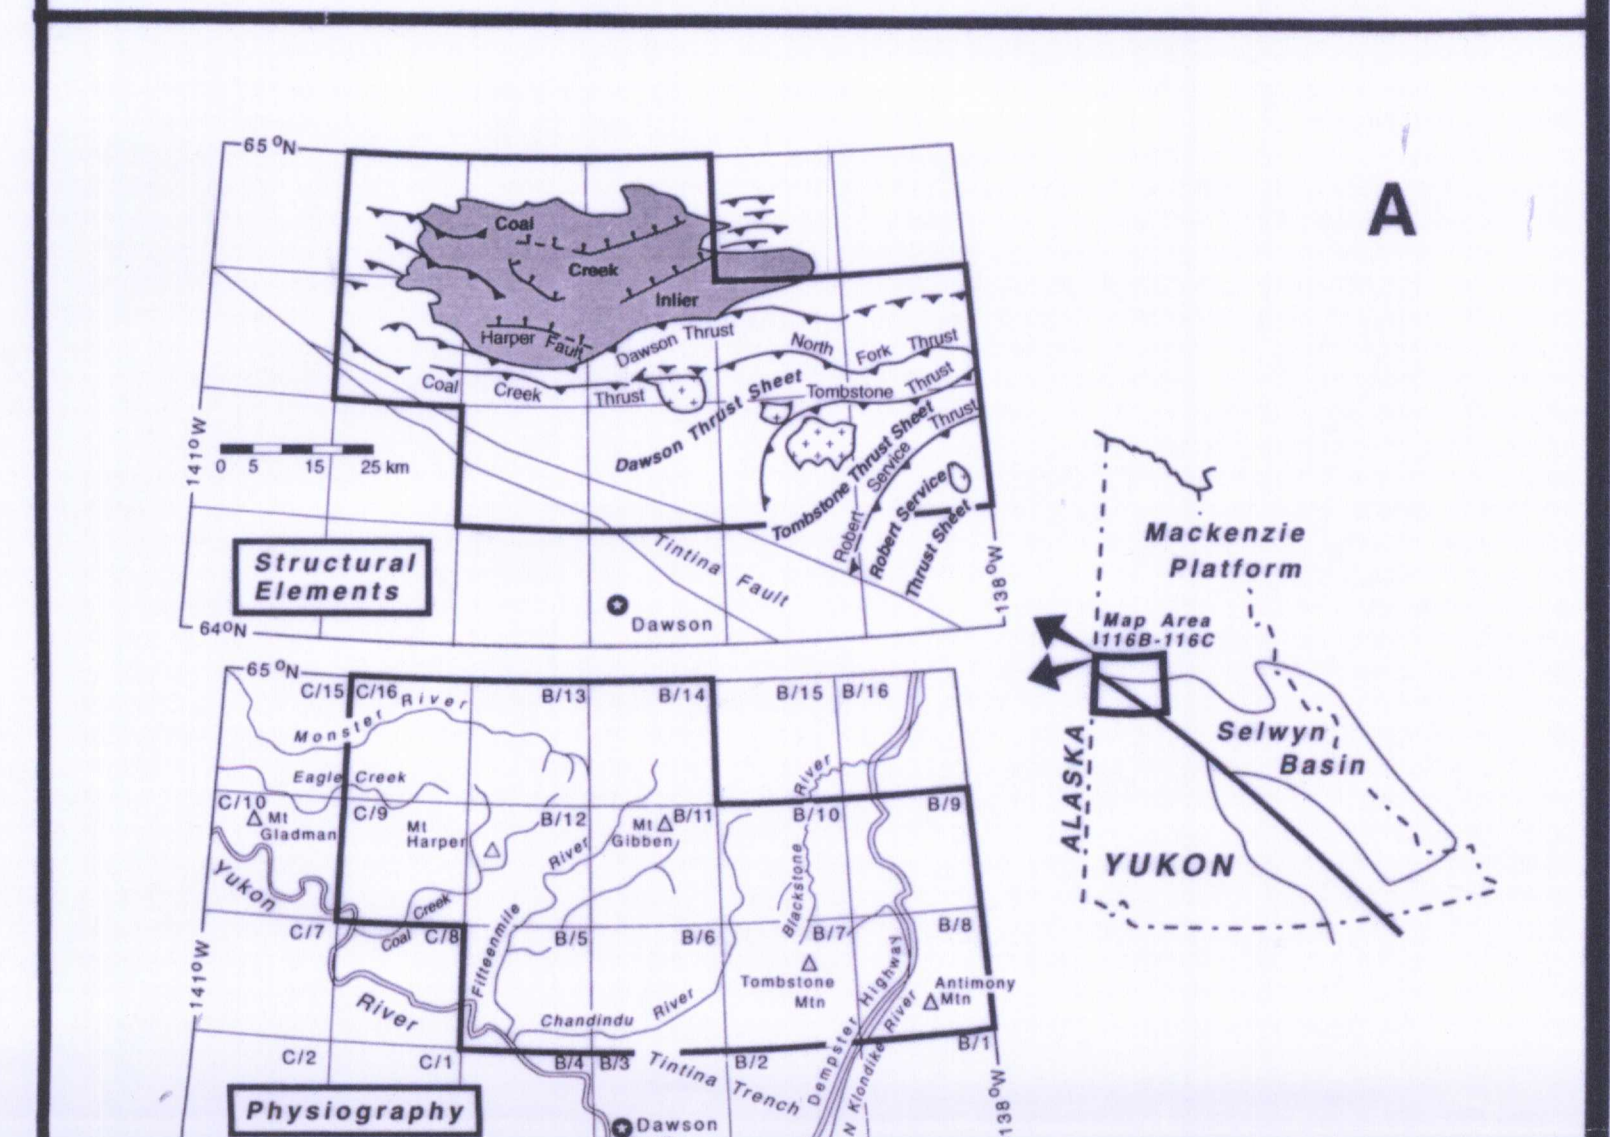 65 °N
A
Coal
Creek
Inlier
Harper Fault
Dawson Thrust
North Fork Thrust
Coal Creek Thrust
Dawson Thrust Sheet
Tombstone Thrust
Tombstone Thrust Sheet
Robert Service Thrust
Robert Service
Thrust Sheet
141°W
0 5 15 25 km
Structural
Elements
Tintina Fault
Dawson
64°N
138°W
Mackenzie
Platform
Map Area
116B-116C
Selwyn
Basin
ALASKA
YUKON
65 °N
C/15 C/16 B/13 B/14 B/15 B/16
Monster River
Eagle Creek
River
C/10 C/9 B/12 B/11 B/10 B/9
Mt
Gladman
Mt
Harper
Mt
Gibben
River
Blackstone
Yukon
Creek
Coal
C/7 C/8 B/5 B/6 B/7 B/8
Fifteenmile
141°W
River
Tombstone
Mtn
Antimony
Mtn
Highway
River
Chandindu River
C/2 C/1 B/4 B/3 B/2 B/1
Tintina Trench
Dempster
N Klondike
Physiography
Dawson
138°W